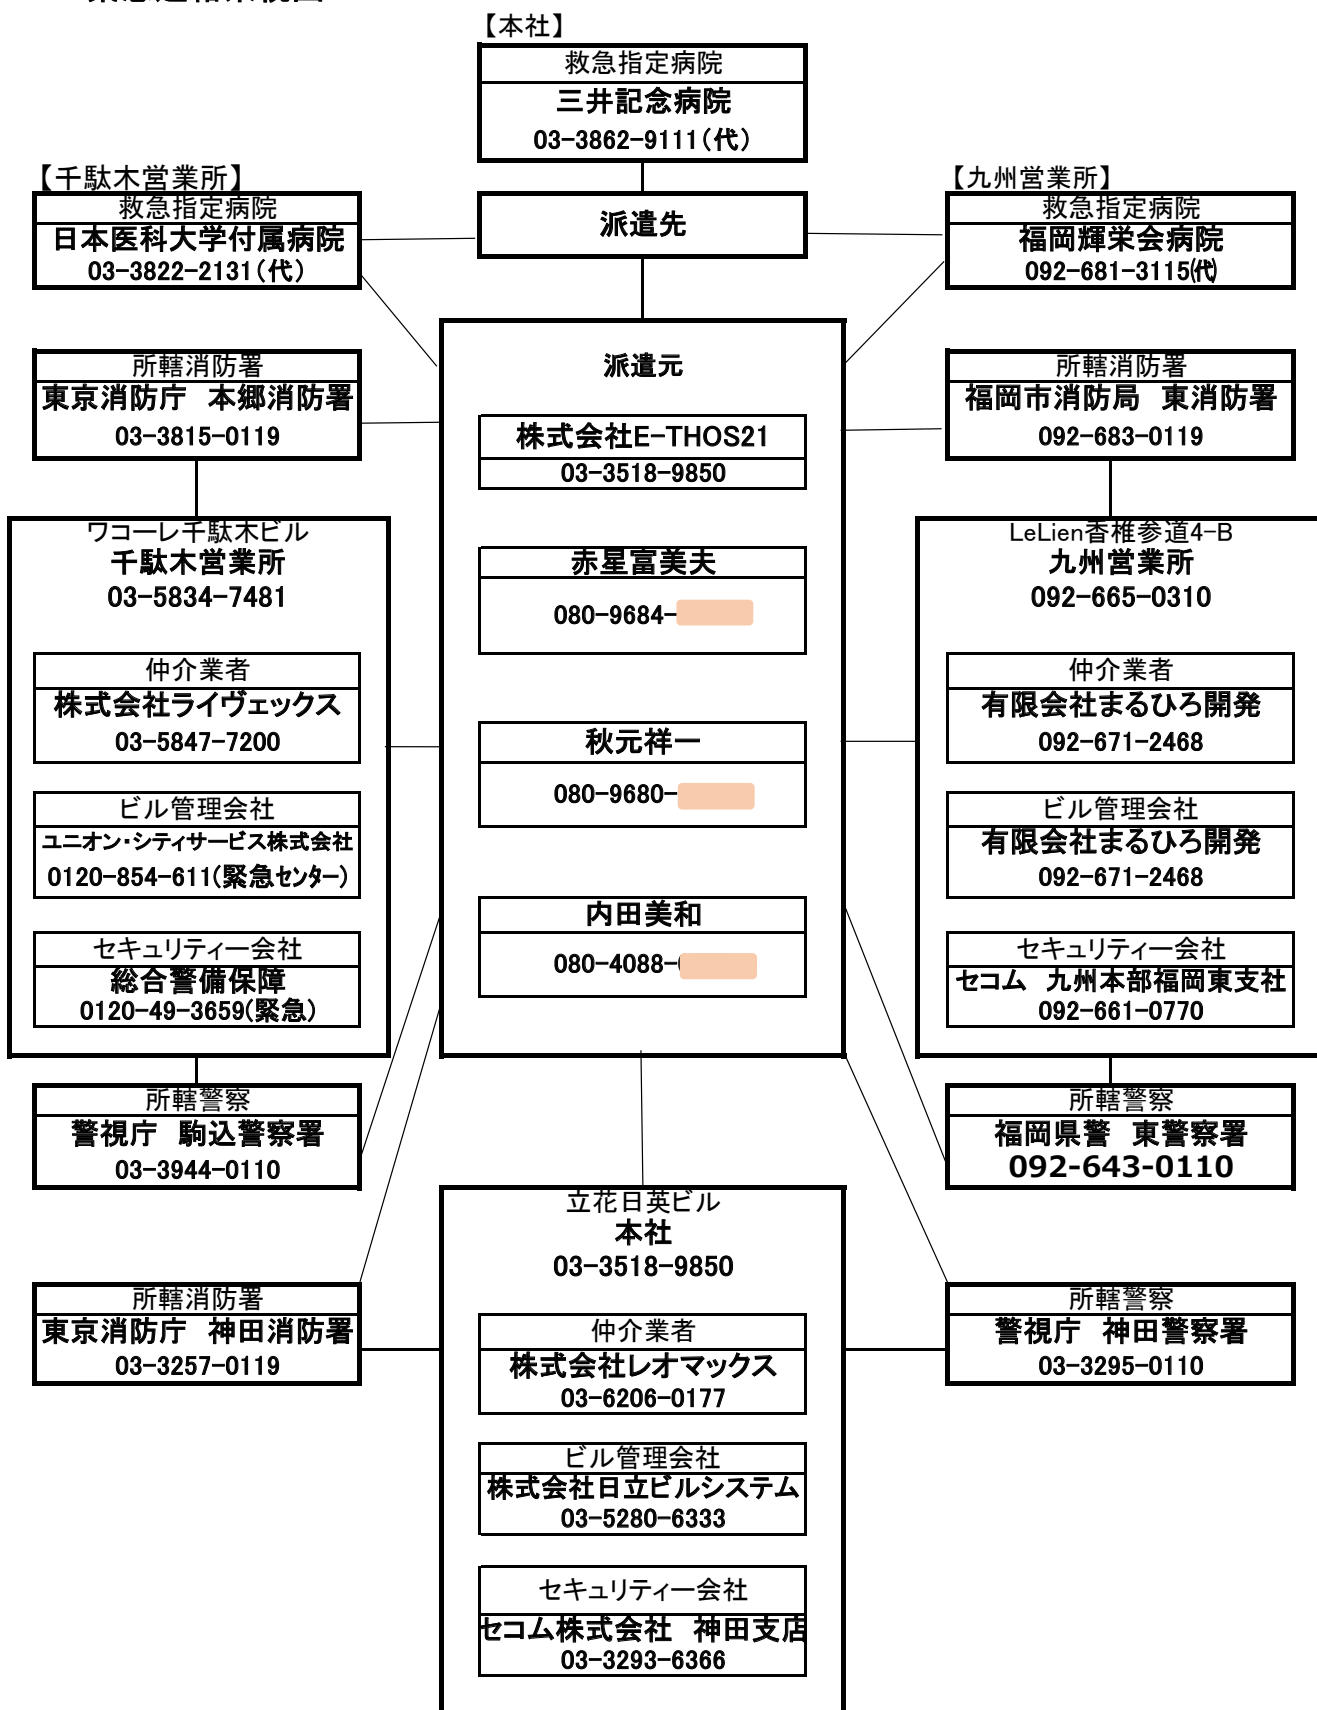 【本社】
救急指定病院
三井記念病院
03-3862-9111(代)
【千駄木営業所】
救急指定病院
日本医科大学付属病院
03-3822-2131(代)
派遣先
【九州営業所】
救急指定病院
福岡輝栄会病院
092-681-3115㈹
所轄消防署
東京消防庁 本郷消防署
03-3815-0119
派遣元
株式会社E-THOS21
03-3518-9850
赤星富美夫
080-9684-
秋元祥一
080-9680-
内田美和
080-4088-
所轄消防署
福岡市消防局 東消防署
092-683-0119
ワコーレ千駄木ビル
千駄木営業所
03-5834-7481
仲介業者
株式会社ライヴェックス
03-5847-7200
ビル管理会社
ユニオン・シティサービス株式会社
0120-854-611(緊急センター)
セキュリティー会社
総合警備保障
0120-49-3659(緊急)
LeLien香椎参道4-B
九州営業所
092-665-0310
仲介業者
有限会社まるひろ開発
092-671-2468
ビル管理会社
有限会社まるひろ開発
092-671-2468
セキュリティー会社
セコム 九州本部福岡東支社
092-661-0770
所轄警察
警視庁 駒込警察署
03-3944-0110
所轄警察
福岡県警 東警察署
092-643-0110
立花日英ビル
本社
03-3518-9850
仲介業者
株式会社レオマックス
03-6206-0177
ビル管理会社
株式会社日立ビルシステム
03-5280-6333
セキュリティー会社
セコム株式会社 神田支店
03-3293-6366
所轄消防署
東京消防庁 神田消防署
03-3257-0119
所轄警察
警視庁 神田警察署
03-3295-0110